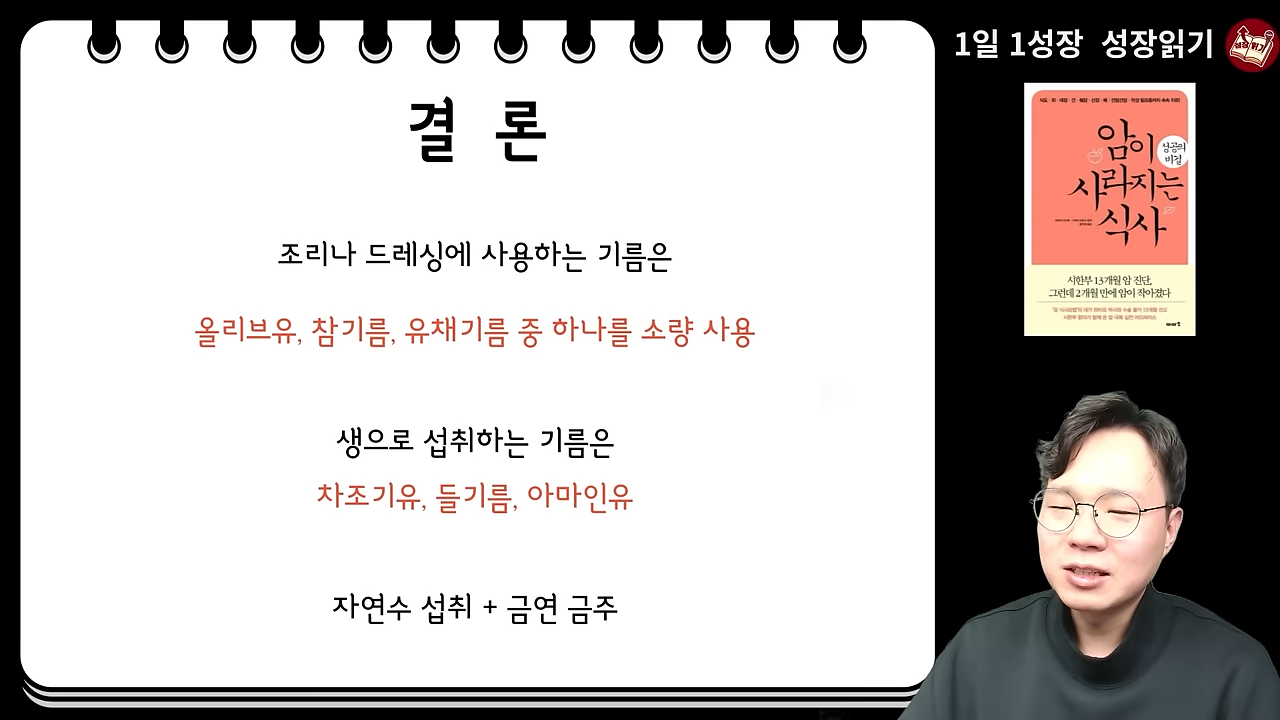 결 론
조리나 드레싱에 사용하는 기름은
올리브유, 참기름, 유채기름 중 하나를 소량 사용
생으로 섭취하는 기름은
차조기유, 들기름, 아마인유
자연수 섭취 + 금연 금주
1일 1성장 성장읽기
성장읽기
암이
사라지는
식사
성공의
비결
시한부 13개월 암 진단,
그런데 2개월 만에 암이 작아졌다